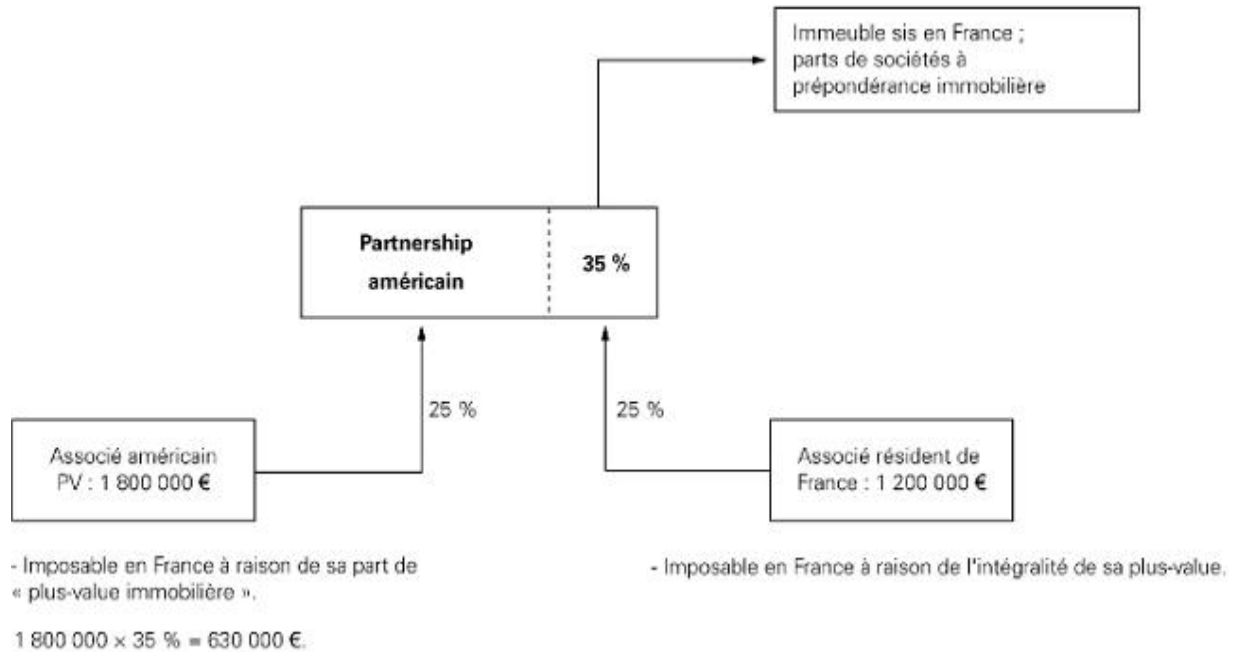 Immeuble sis en France ;
parts de sociétés à
prépondérance immobilière
Partnership
américain
35 %
25 %
25 %
Associé américain
PV : 1 800 000 €
Associé résident de
France : 1 200 000 €
- Imposable en France à raison de sa part de
« plus-value immobilière ».
- Imposable en France à raison de l'intégralité de sa plus-value.
1 800 000 × 35 % = 630 000 €.